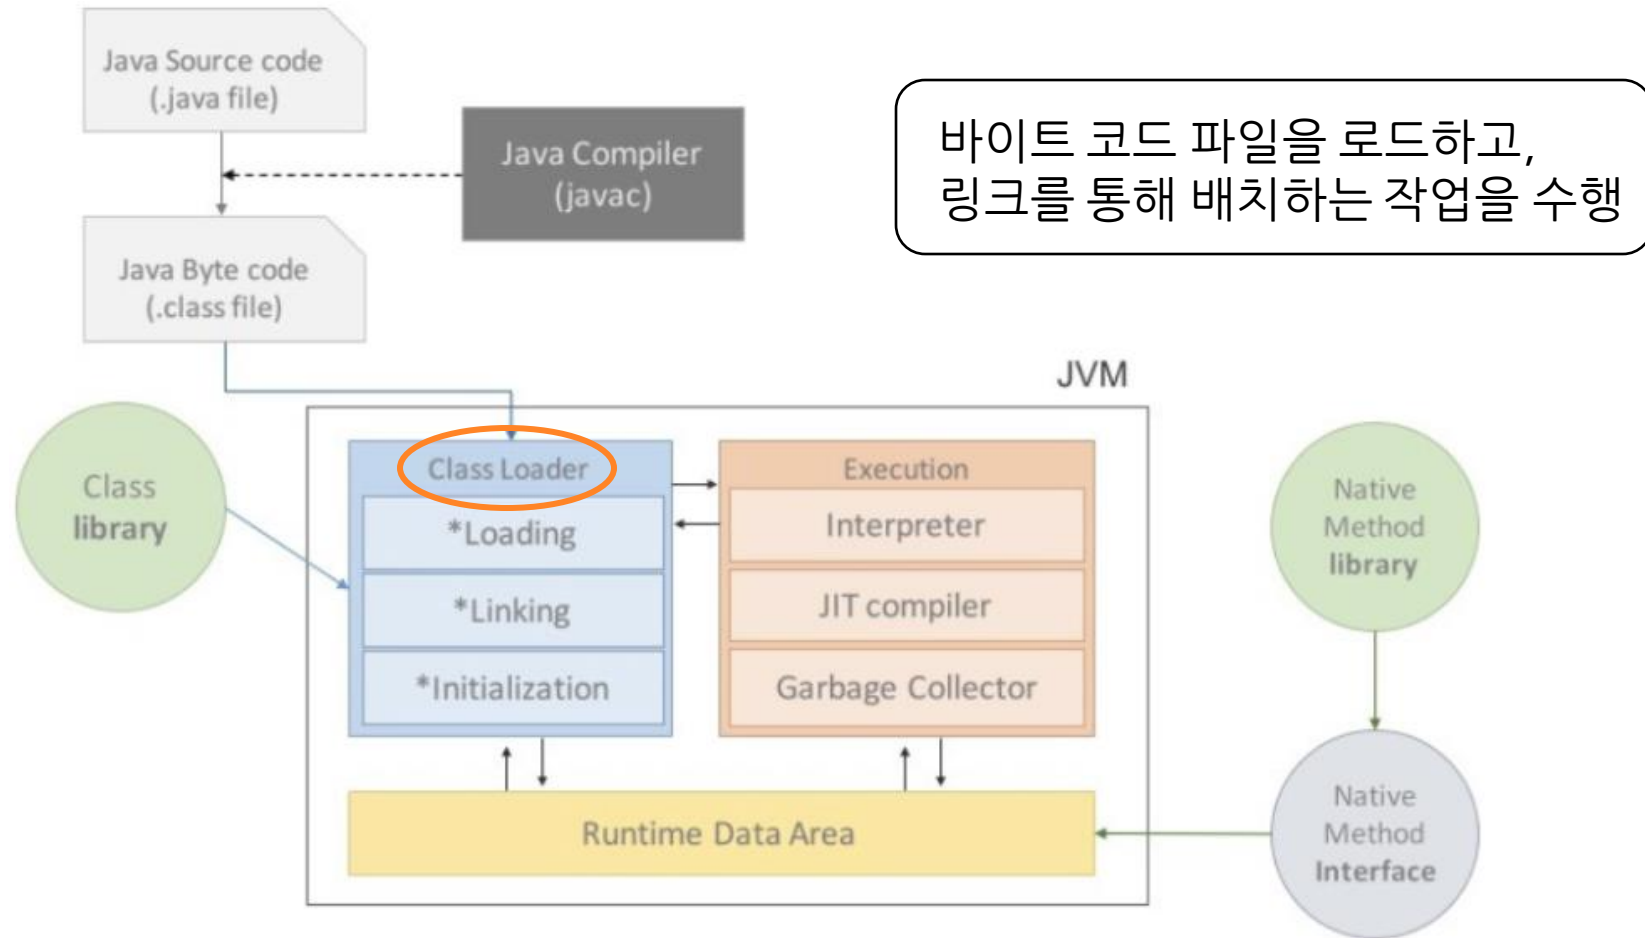 Java Source code
(.java file)
Java Compiler
(javac)
바이트 코드 파일을 로드하고,
링크를 통해 배치하는 작업을 수행
Java Byte code
(.class file)
JVM
Class
library
Class Loader
*Loading
*Linking
*Initialization
Execution
Interpreter
JIT compiler
Garbage Collector
Native
Method
library
Runtime Data Area
Native
Method
Interface